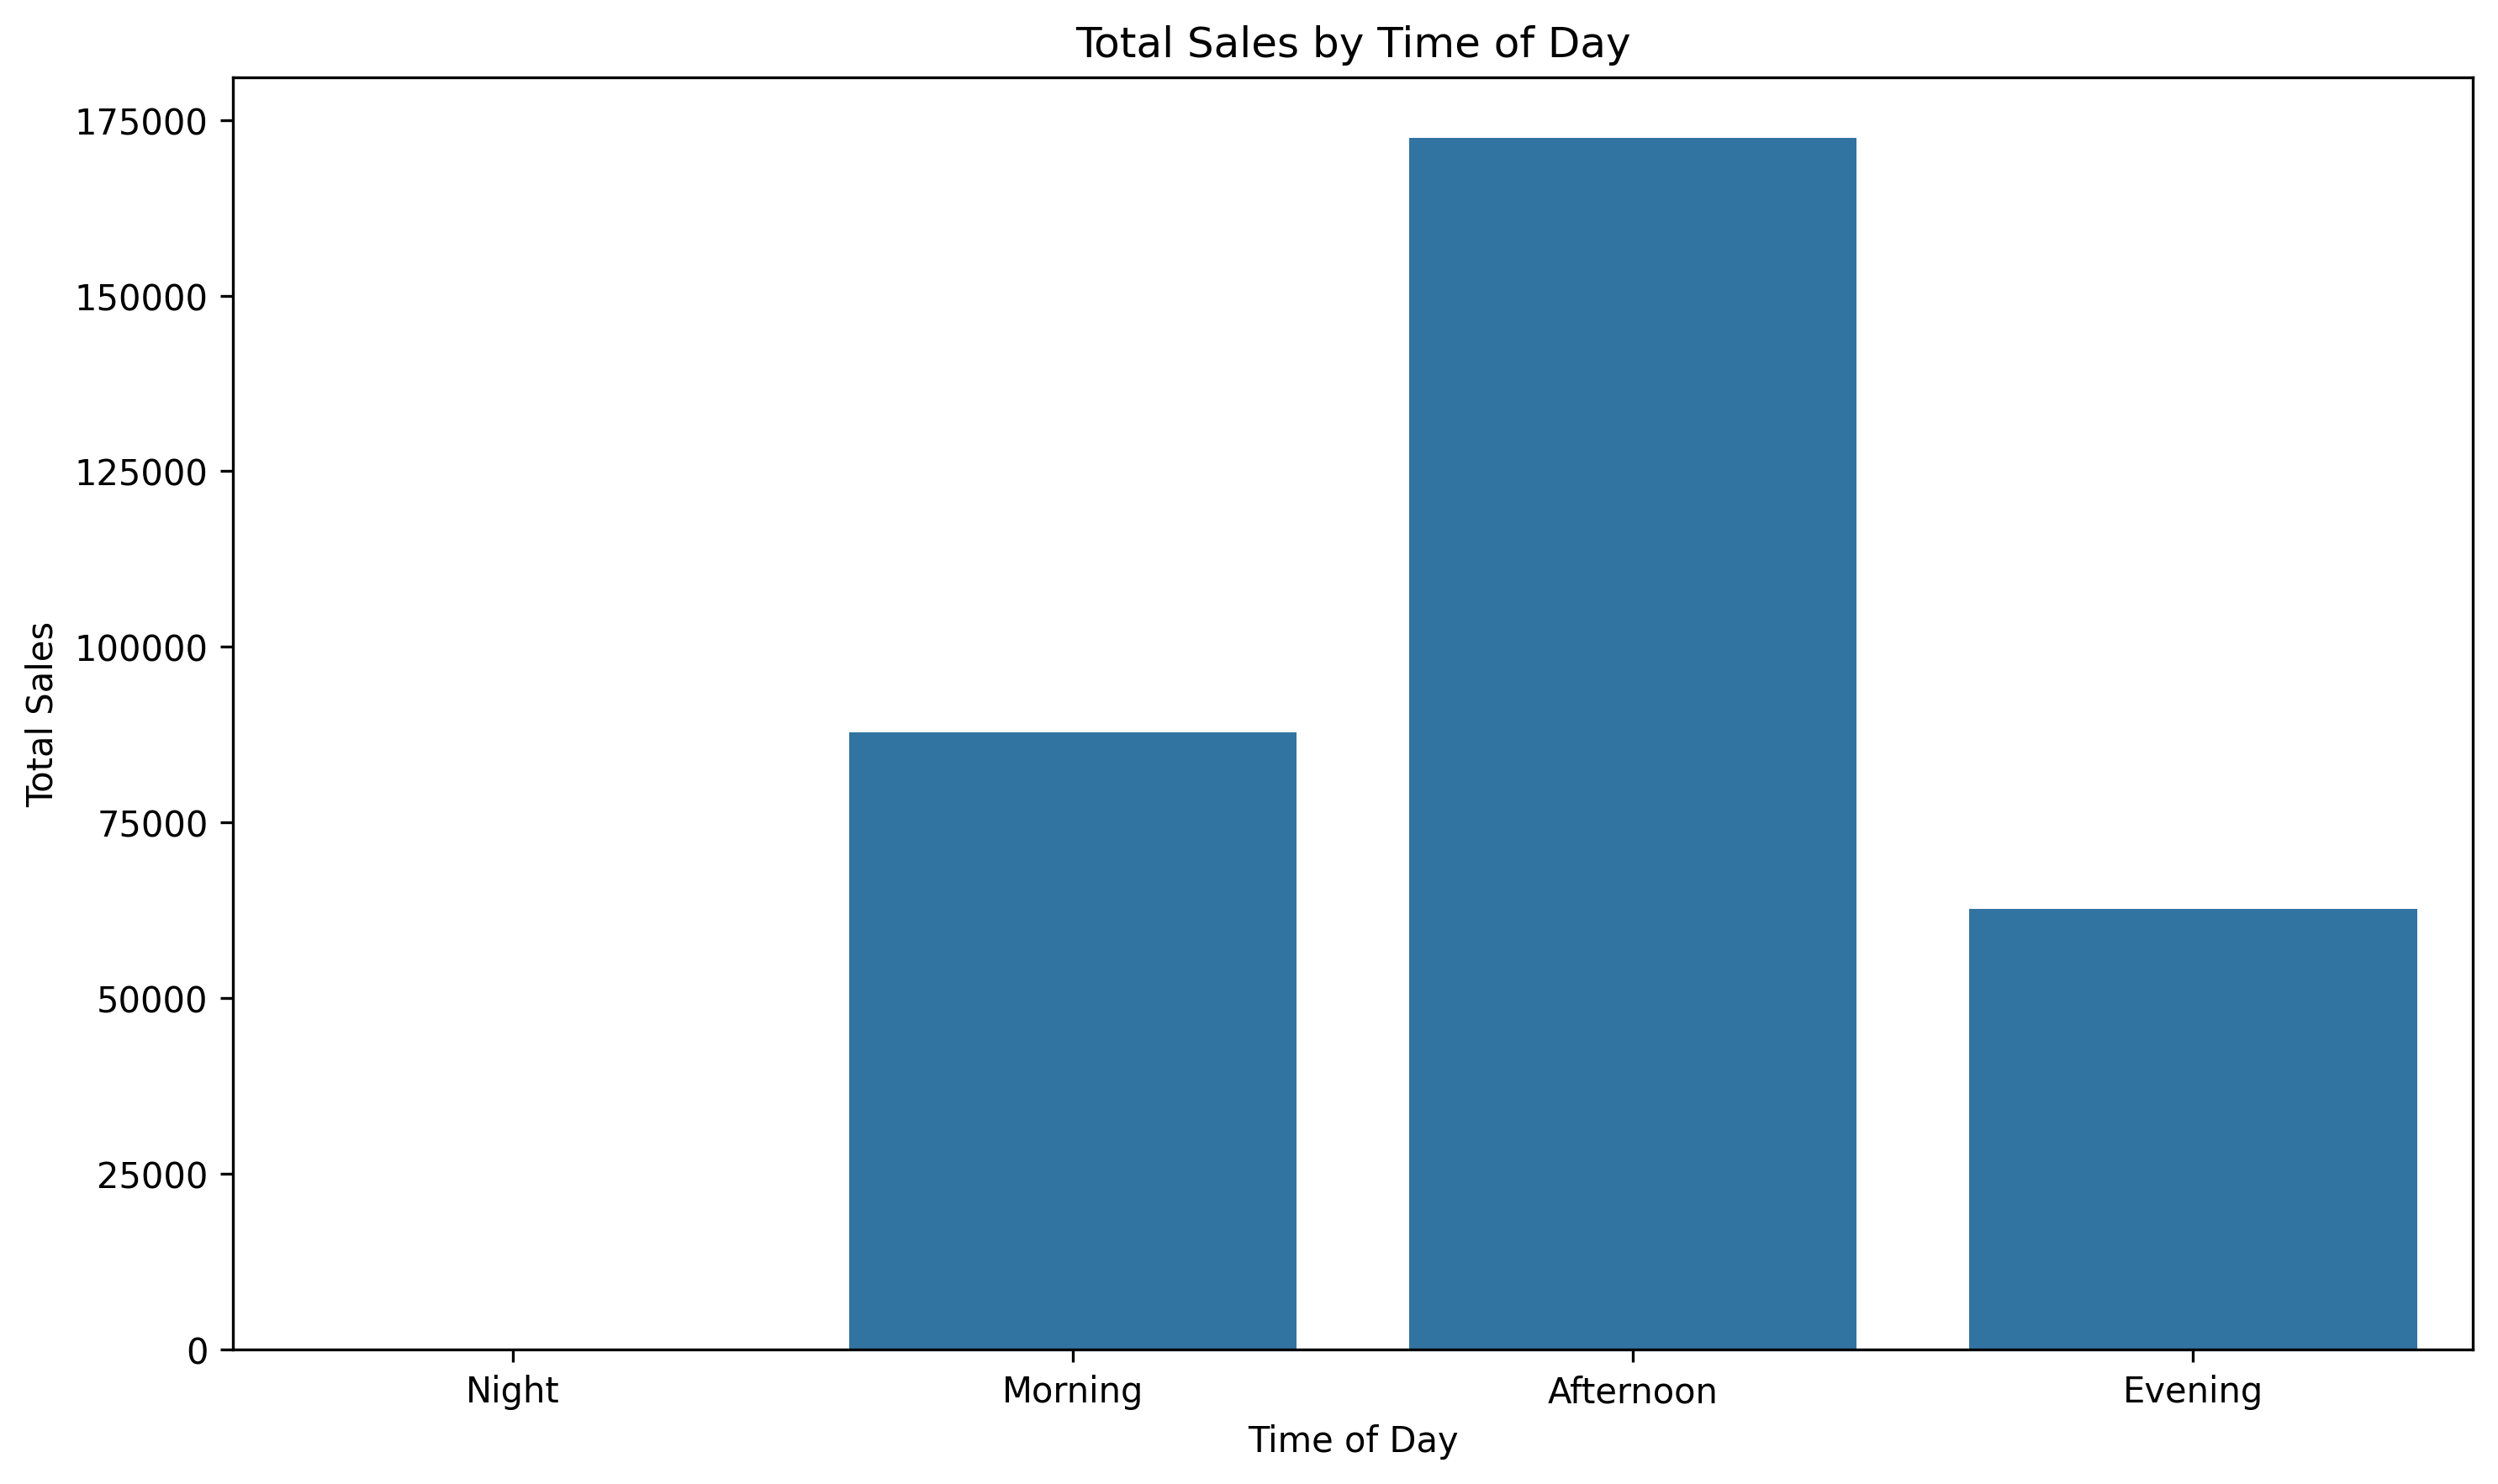 Total Sales by Time of Day
175000
150000
125000
100000
75000
50000
25000
0
Total Sales
Night
Morning
Afternoon
Evening
Time of Day